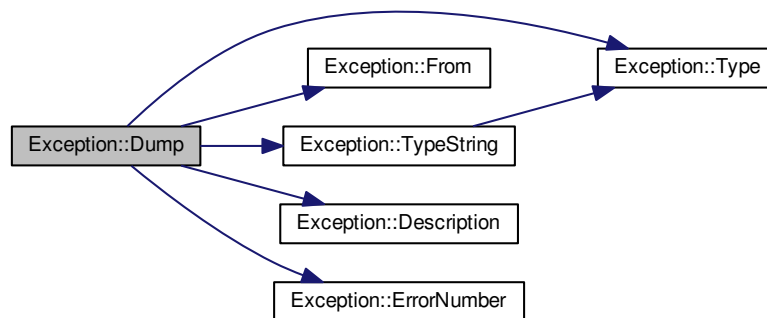 Exception::Dump
Exception::From
Exception::Type
Exception::TypeString
Exception::Description
Exception::ErrorNumber